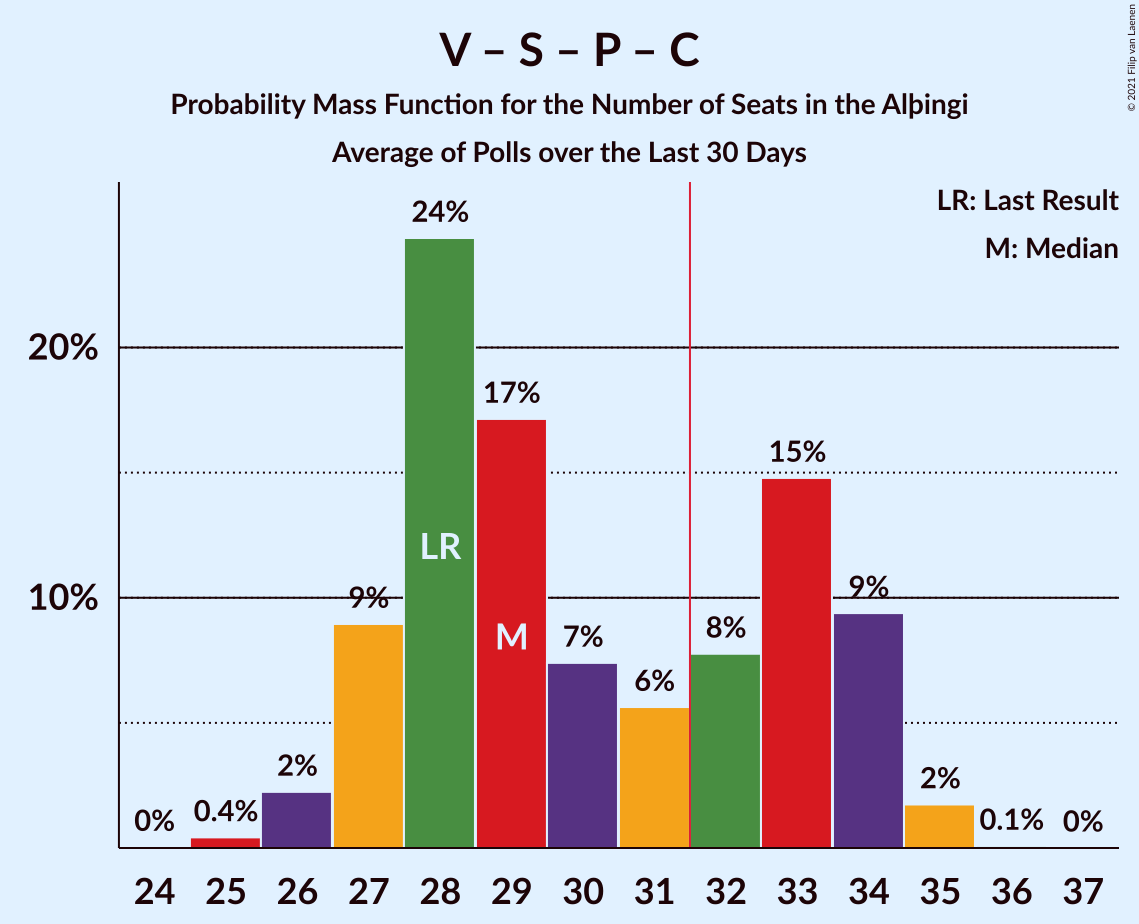 V – S – P – C
Probability Mass Function for the Number of Seats in the Alþingi
Average of Polls over the Last 30 Days
© 2021 Filip van Laenen
LR: Last Result
M: Median
20%
10%
0%
0.4%
2%
9%
24%
17%
7%
6%
8%
15%
9%
2%
0.1%
0%
LR
M
24 25 26 27 28 29 30 31 32 33 34 35 36 37